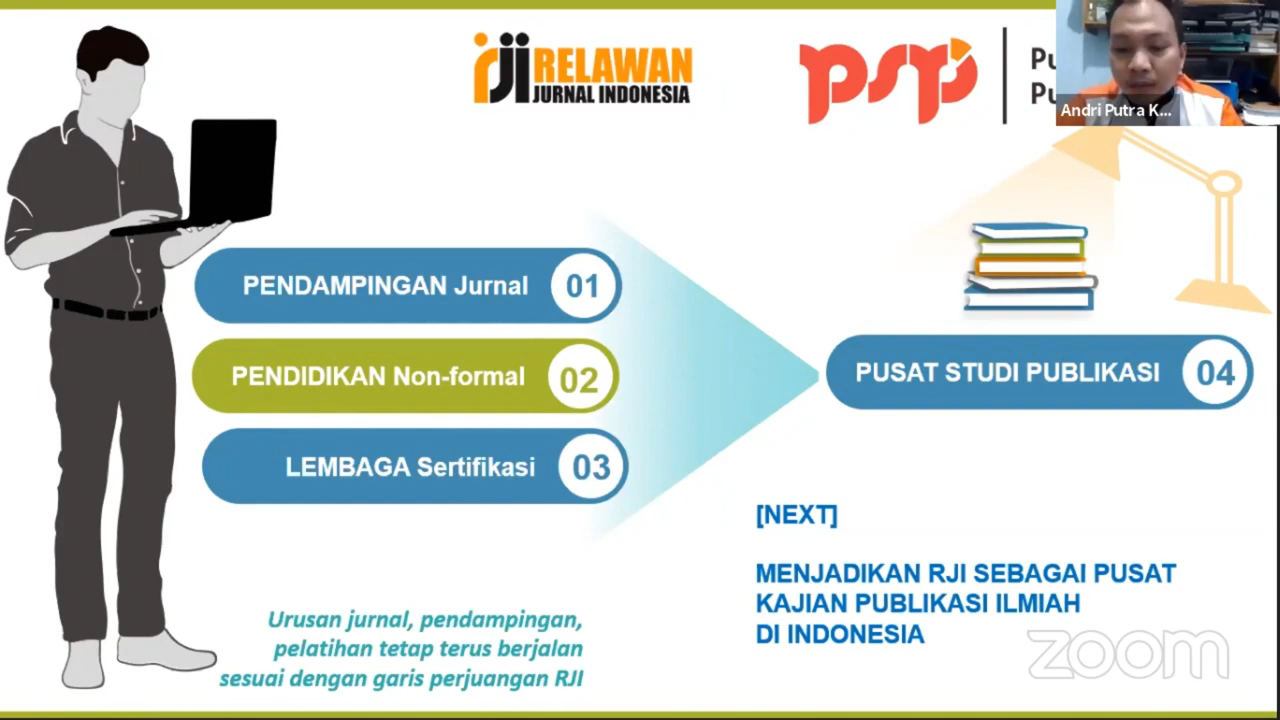 rji RELAWAN
JURNAL INDONESIA
psp
Andri Putra K...
PENDAMPINGAN Jurnal 01
PENDIDIKAN Non-formal 02
LEMBAGA Sertifikasi 03
PUSAT STUDI PUBLIKASI 04
[NEXT]
MENJADIKAN RJI SEBAGAI PUSAT
KAJIAN PUBLIKASI ILMIAH
DI INDONESIA
Urusan jurnal, pendampingan,
pelatihan tetap terus berjalan
sesuai dengan garis perjuangan RJI
zoom